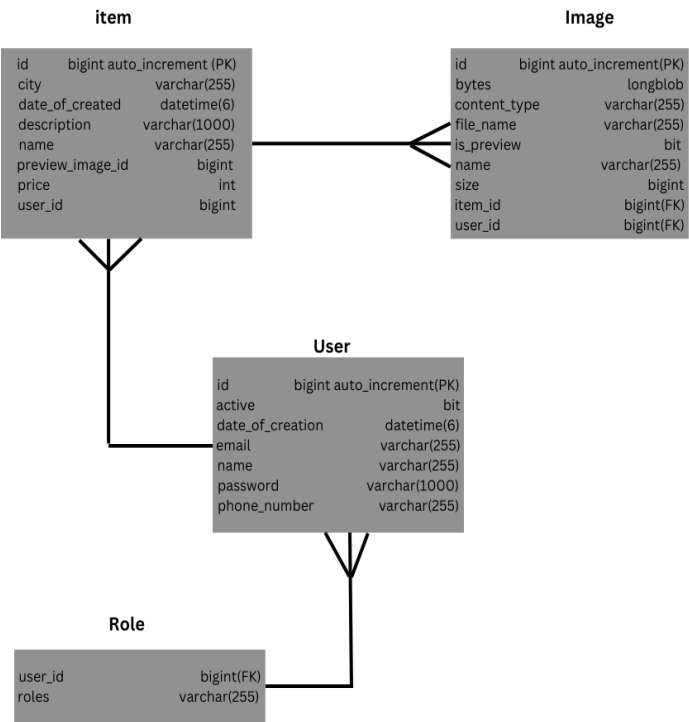 item
id bigint auto_increment (PK)
city varchar(255)
date_of_created datetime(6)
description varchar(1000)
name varchar(255)
preview_image_id bigint
price int
user_id bigint
Image
id bigint auto_increment(PK)
bytes longblob
content_type varchar(255)
file_name varchar(255)
is_preview bit
name varchar(255)
size bigint
item_id bigint(FK)
user_id bigint(FK)
User
id bigint auto_increment(PK)
active bit
date_of_creation datetime(6)
email varchar(255)
name varchar(255)
password varchar(1000)
phone_number varchar(255)
Role
user_id bigint(FK)
roles varchar(255)